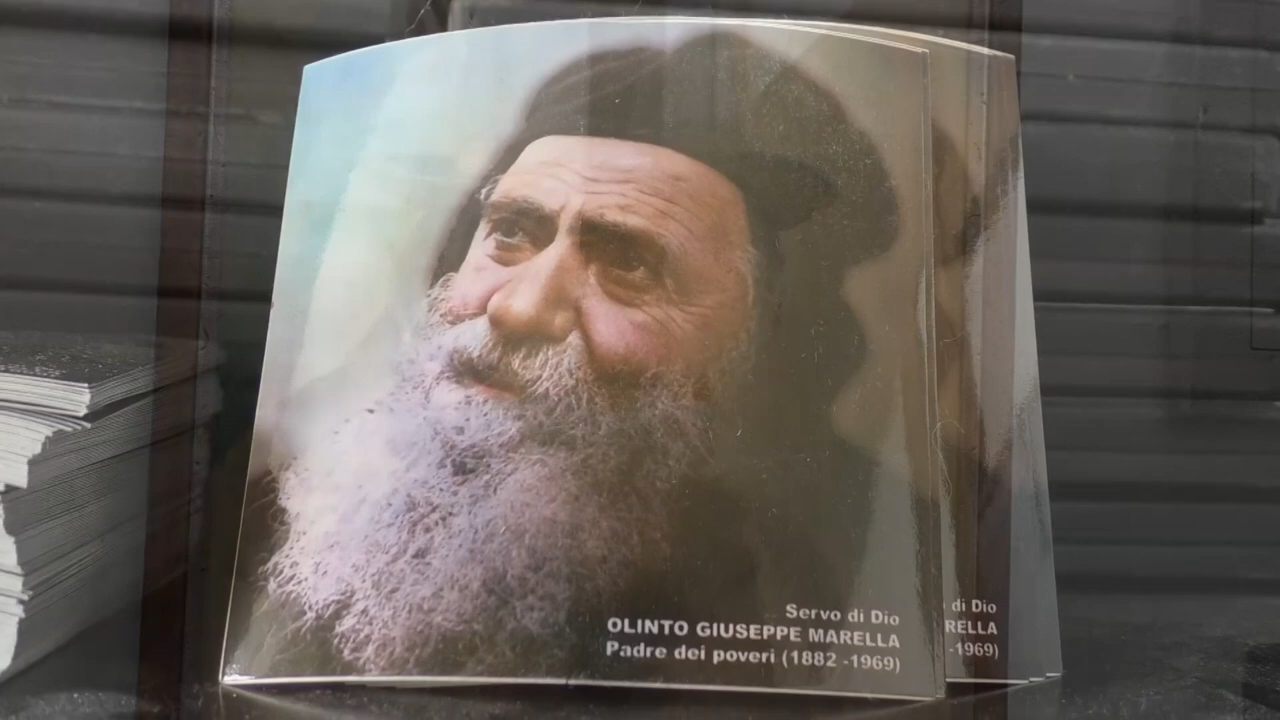 Servo di Dio
OLINTO GIUSEPPE MARELLA
Padre dei poveri (1882 -1969)
di Dio
RELLA
-1969)